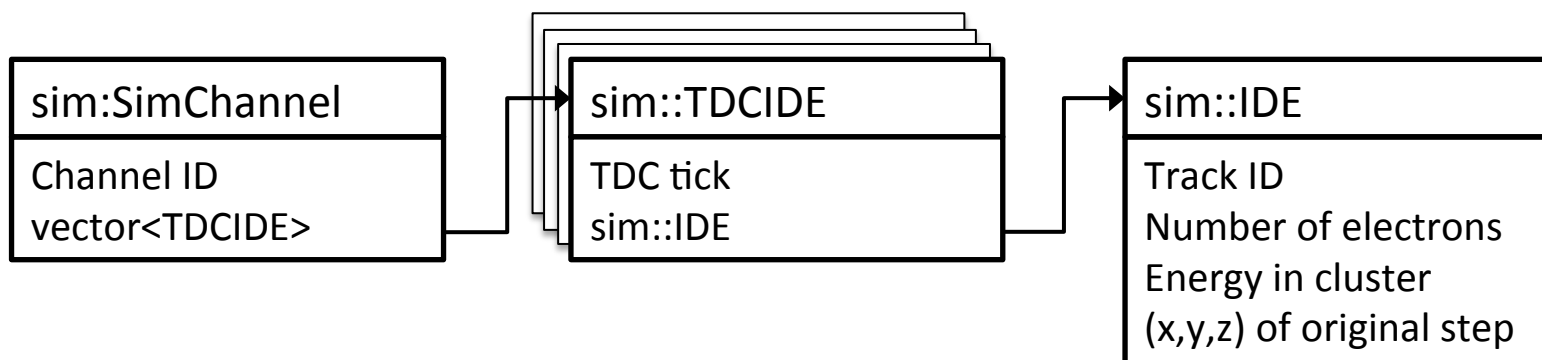 sim:SimChannel
Channel ID
vector<TDCIDE>
sim::TDCIDE
TDC tick
sim::IDE
sim::IDE
Track ID
Number of electrons
Energy in cluster
(x,y,z) of original step